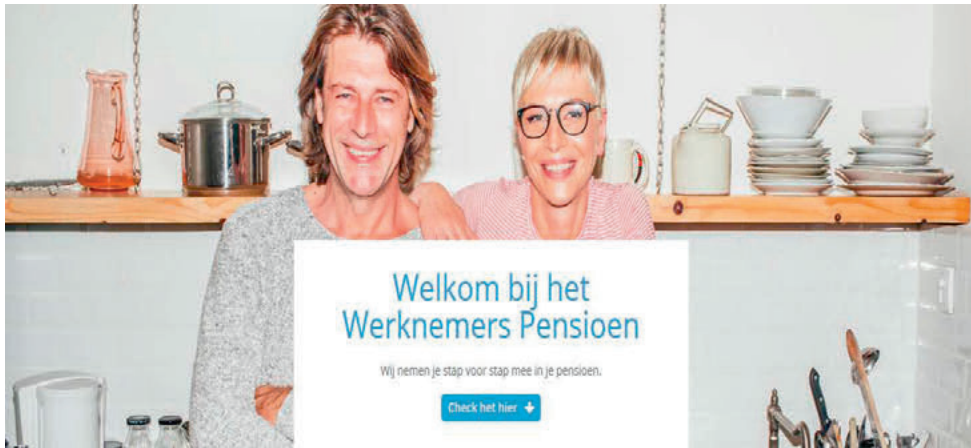 Welkom bij het
Werknemers Pensioen
Wij nemen je stap voor stap mee in je pensioen.
Check het hier